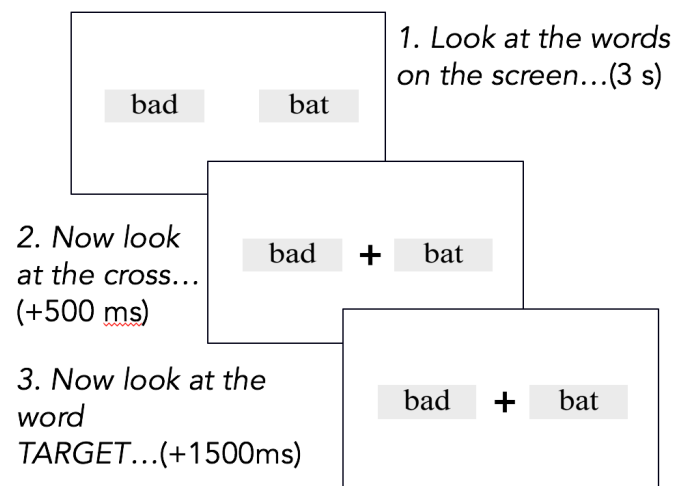 1. Look at the words
on the screen...(3 s)
bad bat
2. Now look
at the cross...
(+500 ms)
bad + bat
3. Now look at the
word
TARGET...(+1500ms)
bad + bat